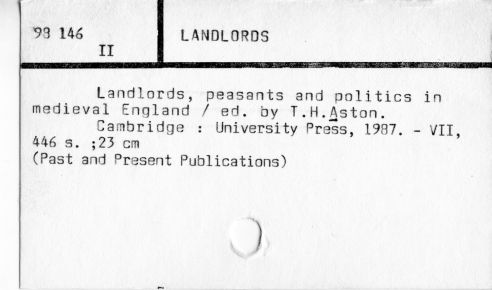 98 146
II
LANDLORDS
Landlords, peasants and politics in
medieval England / ed. by T.H.Aston.
Cambridge : University Press, 1987. - VII,
446 s. ;23 cm
(Past and Present Publications)